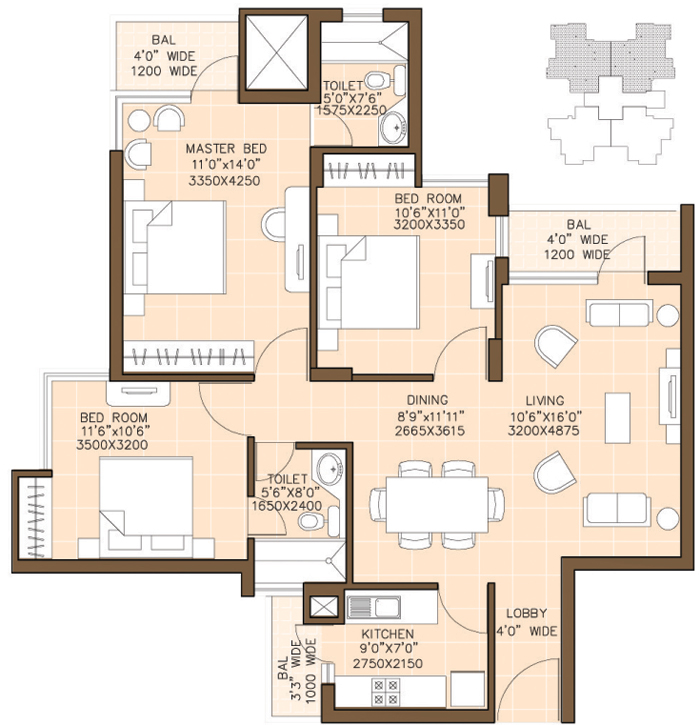 BAL
4'0" WIDE
1200 WIDE
TOILET
5'0"X7'6"
1575X2250
MASTER BED
11'0"x14'0"
3350X4250
BED ROOM
10'6"X11'0"
3200X3350
BAL
4'0" WIDE
1200 WIDE
DINING
8'9"x11'11"
2665X3615
LIVING
10'6"X16'0"
3200X4875
BED ROOM
11'6"x10'6"
3500X3200
TOILET
5'6"X8'0"
1650X2400
LOBBY
4'0" WIDE
KITCHEN
9'0"X7'0"
2750X2150
BAL
3'3" WIDE
1000 WIDE